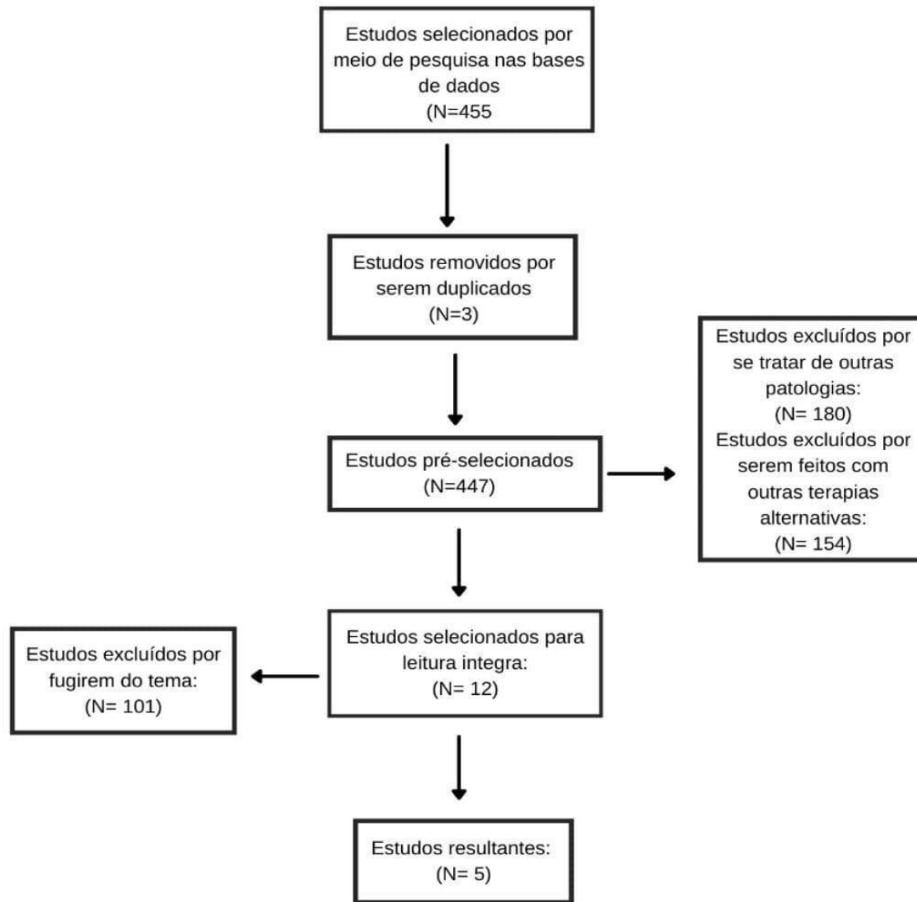 Estudos selecionados por
meio de pesquisa nas bases
de dados
(N=455
Estudos removidos por
serem duplicados
(N=3)
Estudos pré-selecionados
(N=447)
Estudos excluídos por
se tratar de outras
patologias:
(N= 180)
Estudos excluídos por
serem feitos com
outras terapias
alternativas:
(N= 154)
Estudos selecionados para
leitura integra:
(N= 12)
Estudos excluídos por
fugirem do tema:
(N= 101)
Estudos resultantes:
(N= 5)